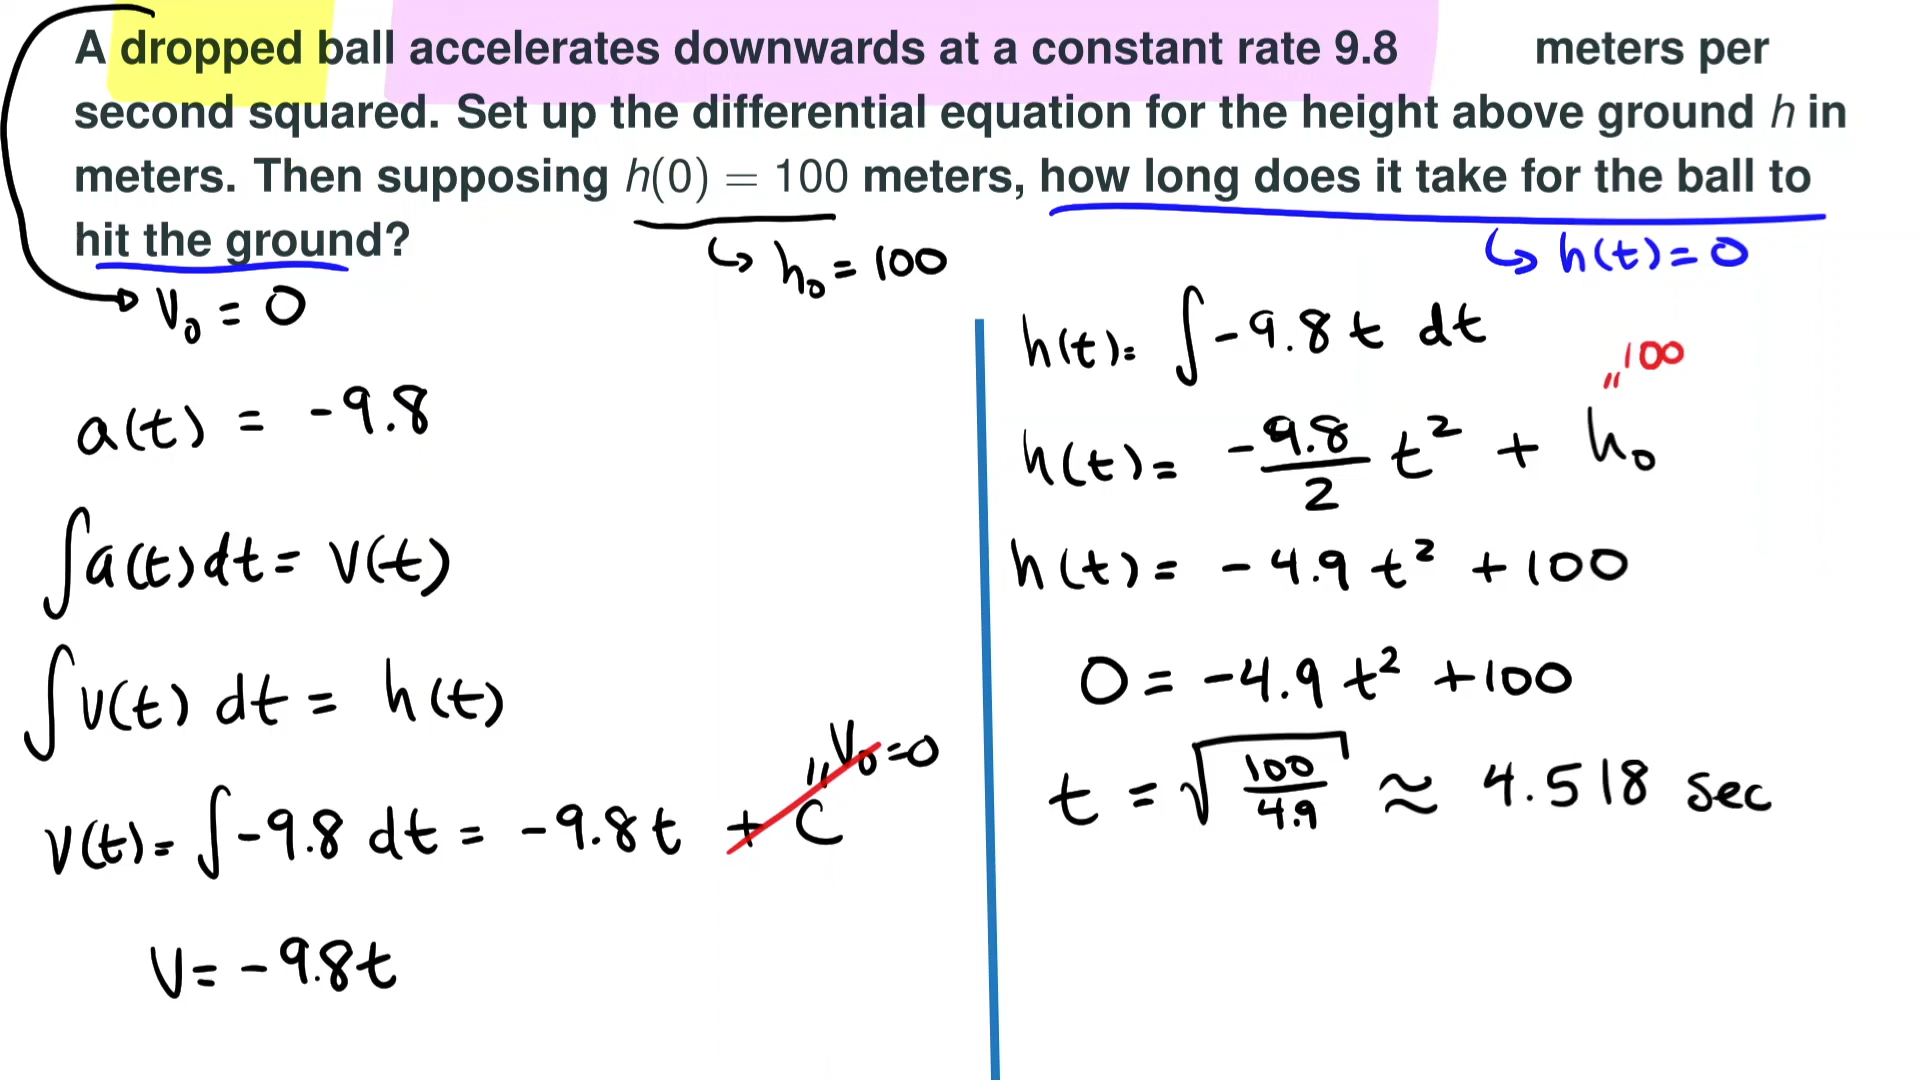 A dropped ball accelerates downwards at a constant rate 9.8 meters per
second squared. Set up the differential equation for the height above ground h in
meters. Then supposing h(0) = 100 meters, how long does it take for the ball to
hit the ground?
↳ h₀ = 100
↳ h(t) = 0
V₀ = 0
a(t) = -9.8
∫a(t)dt = V(t)
∫V(t) dt = h(t)
V₀=0
V(t) = ∫-9.8 dt = -9.8t + C
V = -9.8t
h(t) = ∫-9.8t dt
"100
h(t) = -9.8/2 t² + h₀
h(t) = -4.9t² + 100
0 = -4.9t² + 100
t = √(100/4.9) ≈ 4.518 sec